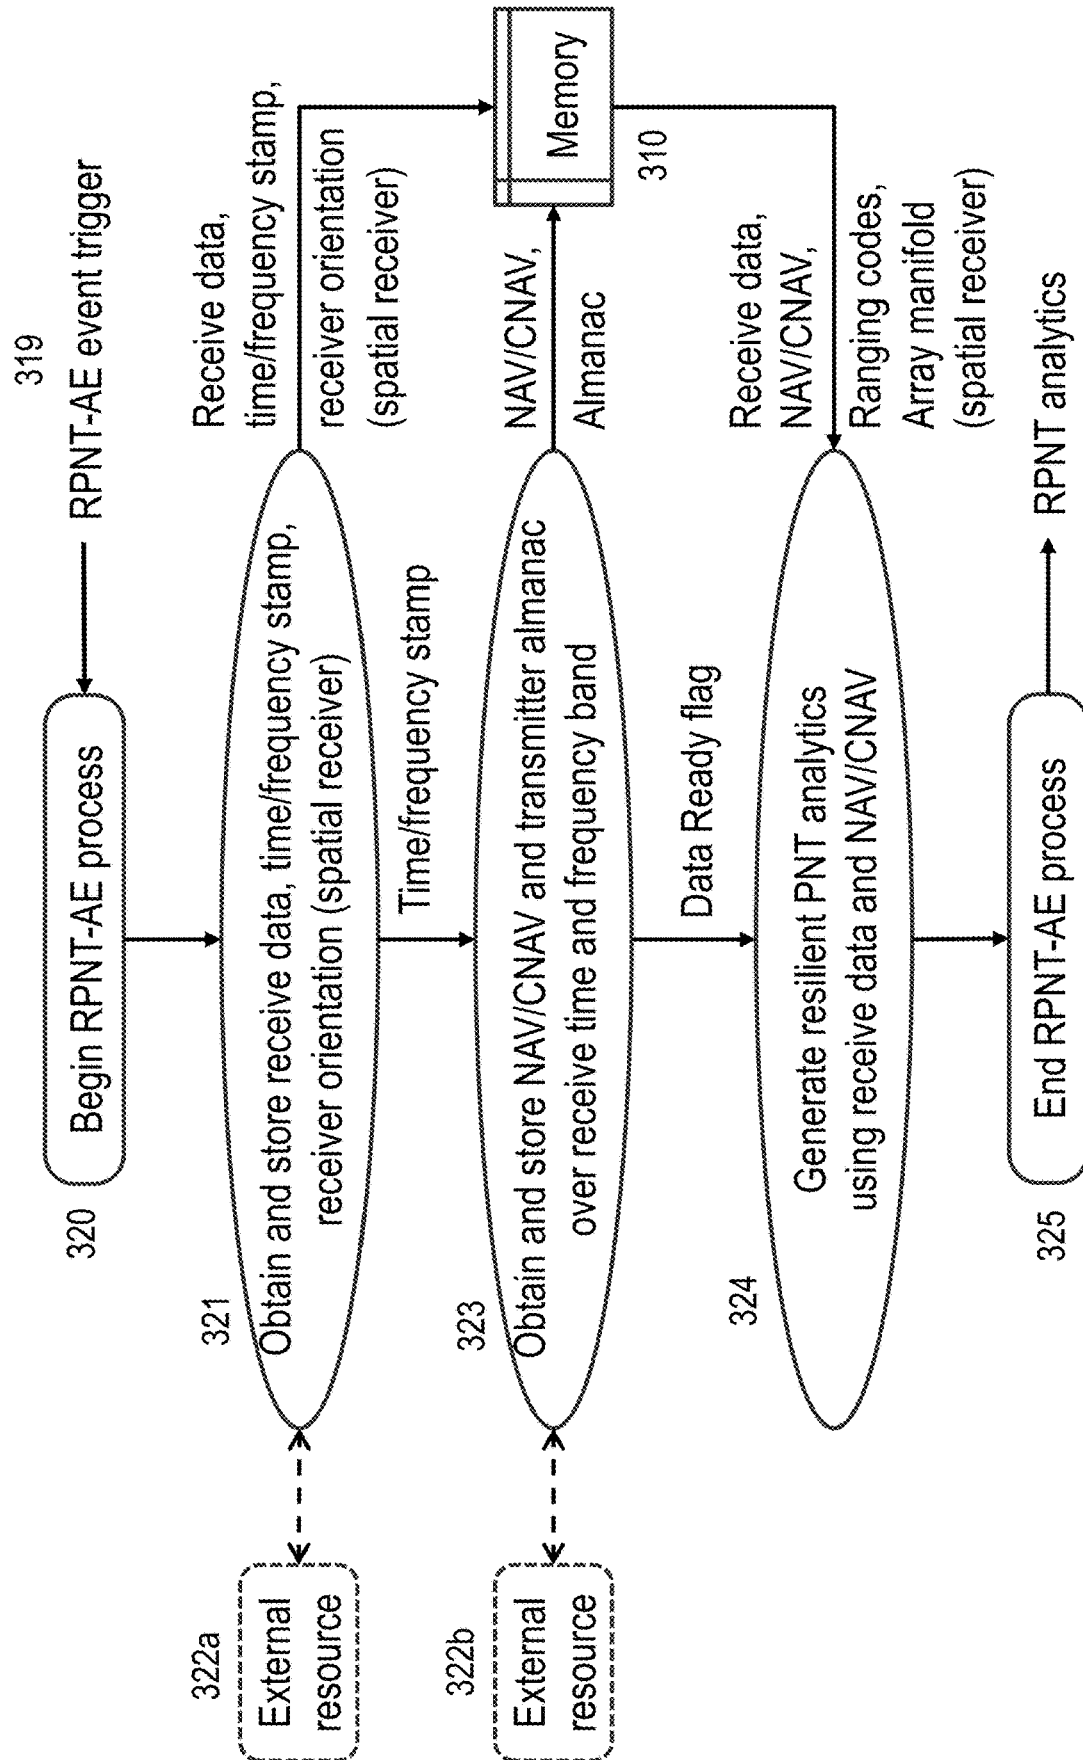 319
RPNT-AE event trigger
320
Begin RPNT-AE process
322a
External
resource
321
Obtain and store receive data, time/frequency stamp,
receiver orientation (spatial receiver)
Receive data,
time/frequency stamp,
receiver orientation
(spatial receiver)
Time/frequency stamp
322b
External
resource
323
Obtain and store NAV/CNAV and transmitter almanac
over receive time and frequency band
NAV/CNAV,
Almanac
Memory
310
Data Ready flag
324
Generate resilient PNT analytics
using receive data and NAV/CNAV
Receive data,
NAV/CNAV,
Ranging codes,
Array manifold
(spatial receiver)
325
End RPNT-AE process
RPNT analytics